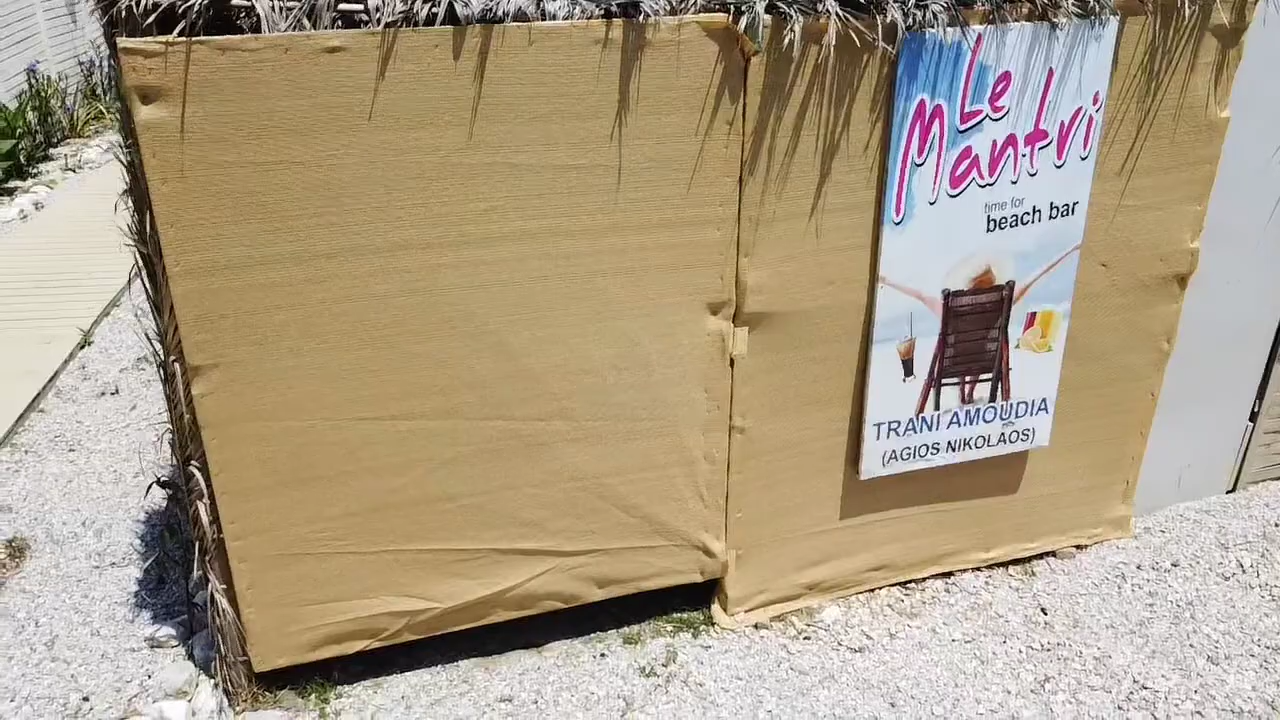 Le
Mantri
time for
beach bar
TRANI AMOUDIA
(AGIOS NIKOLAOS)